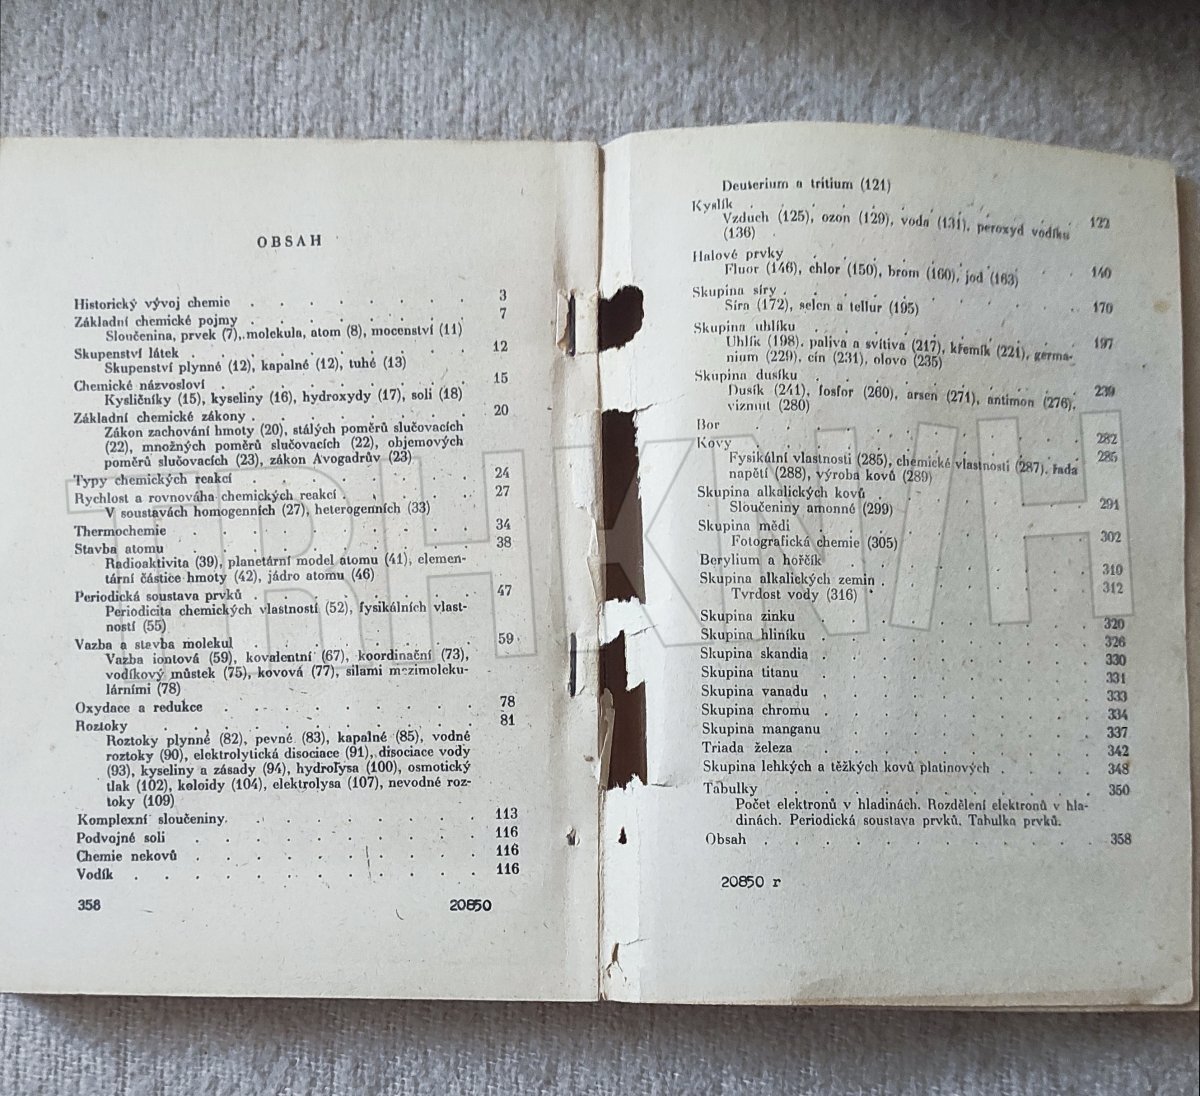 OBSAH
Historický vývoj chemie . . . . . . . . 3
Základní chemické pojmy . . . . . . . . 7
Sloučenina, prvek (7), molekula, atom (8), mocenství (11)
Skupenství látek . . . . . . . . . . 12
Skupenství plynné (12), kapalné (12), tuhé (13)
Chemické názvosloví . . . . . . . . . 15
Kysličníky (15), kyseliny (16), hydroxydy (17), soli (18)
Základní chemické zákony . . . . . . . . 20
Zákon zachování hmoty (20), stálých poměrů slučovacích
(22), množných poměrů slučovacích (22), objemových
poměrů slučovacích (23), zákon Avogadrův (23)
Typy chemických reakcí . . . . . . . . 24
Rychlost a rovnováha chemických reakcí . . . . . 27
V soustavách homogenních (27), heterogenních (33)
Thermochemie . . . . . . . . . . 34
Stavba atomu . . . . . . . . . . 38
Radioaktivita (39), planetární model atomu (41), elemen-
tární částice hmoty (42), jádro atomu (46)
Periodická soustava prvků . . . . . . . . 47
Periodicita chemických vlastností (52), fysikálních vlast-
ností (55)
Vazba a stavba molekul . . . . . . . . 59
Vazba iontová (59), kovalentní (67), koordinační (73),
vodíkový můstek (75), kovová (77), silami mezimoleku-
lárními (78)
Oxydace a redukce . . . . . . . . . 78
Roztoky . . . . . . . . . . . 81
Roztoky plynné (82), pevné (83), kapalné (85), vodné
roztoky (90), elektrolytická disociace (91), disociace vody
(93), kyseliny a zásady (94), hydrolysa (100), osmotický
tlak (102), koloidy (104), elektrolysa (107), nevodné roz-
toky (109)
Komplexní sloučeniny . . . . . . . . . 113
Podvojné soli . . . . . . . . . . 116
Chemie nekovů . . . . . . . . . . 116
Vodík . . . . . . . . . . . . 116
358 20850
Deuterium a tritium (121)
Kyslík . . . . . . . . . . . . 122
Vzduch (125), ozon (129), voda (131), peroxyd vodíku
(136)
Halové prvky . . . . . . . . . . 140
Fluor (146), chlor (150), brom (160), jod (163)
Skupina síry . . . . . . . . . . 170
Síra (172), selen a tellur (195)
Skupina uhlíku . . . . . . . . . . 197
Uhlík (198), paliva a svítiva (217), křemík (221), germa-
nium (229), cín (231), olovo (235)
Skupina dusíku . . . . . . . . . . 239
Dusík (241), fosfor (260), arsen (271), antimon (276),
vizmut (280)
Bor . . . . . . . . . . . . 282
Kovy . . . . . . . . . . . . 285
Fysikální vlastnosti (285), chemické vlastnosti (287), řada
napětí (288), výroba kovů (289)
Skupina alkalických kovů . . . . . . . . 291
Sloučeniny amonné (299)
Skupina mědi . . . . . . . . . . 302
Fotografická chemie (305)
Berylium a hořčík . . . . . . . . . 310
Skupina alkalických zemin . . . . . . . . 312
Tvrdost vody (316)
Skupina zinku . . . . . . . . . . 320
Skupina hliníku . . . . . . . . . . 326
Skupina skandia . . . . . . . . . . 330
Skupina titanu . . . . . . . . . . 331
Skupina vanadu . . . . . . . . . . 333
Skupina chromu . . . . . . . . . . 334
Skupina manganu . . . . . . . . . . 337
Triada železa . . . . . . . . . . 342
Skupina lehkých a těžkých kovů platinových . . . . 348
Tabulky . . . . . . . . . . . 350
Počet elektronů v hladinách. Rozdělení elektronů v hla-
dinách. Periodická soustava prvků. Tabulka prvků.
Obsah . . . . . . . . . . . 358
20850 r
TRHKNIH